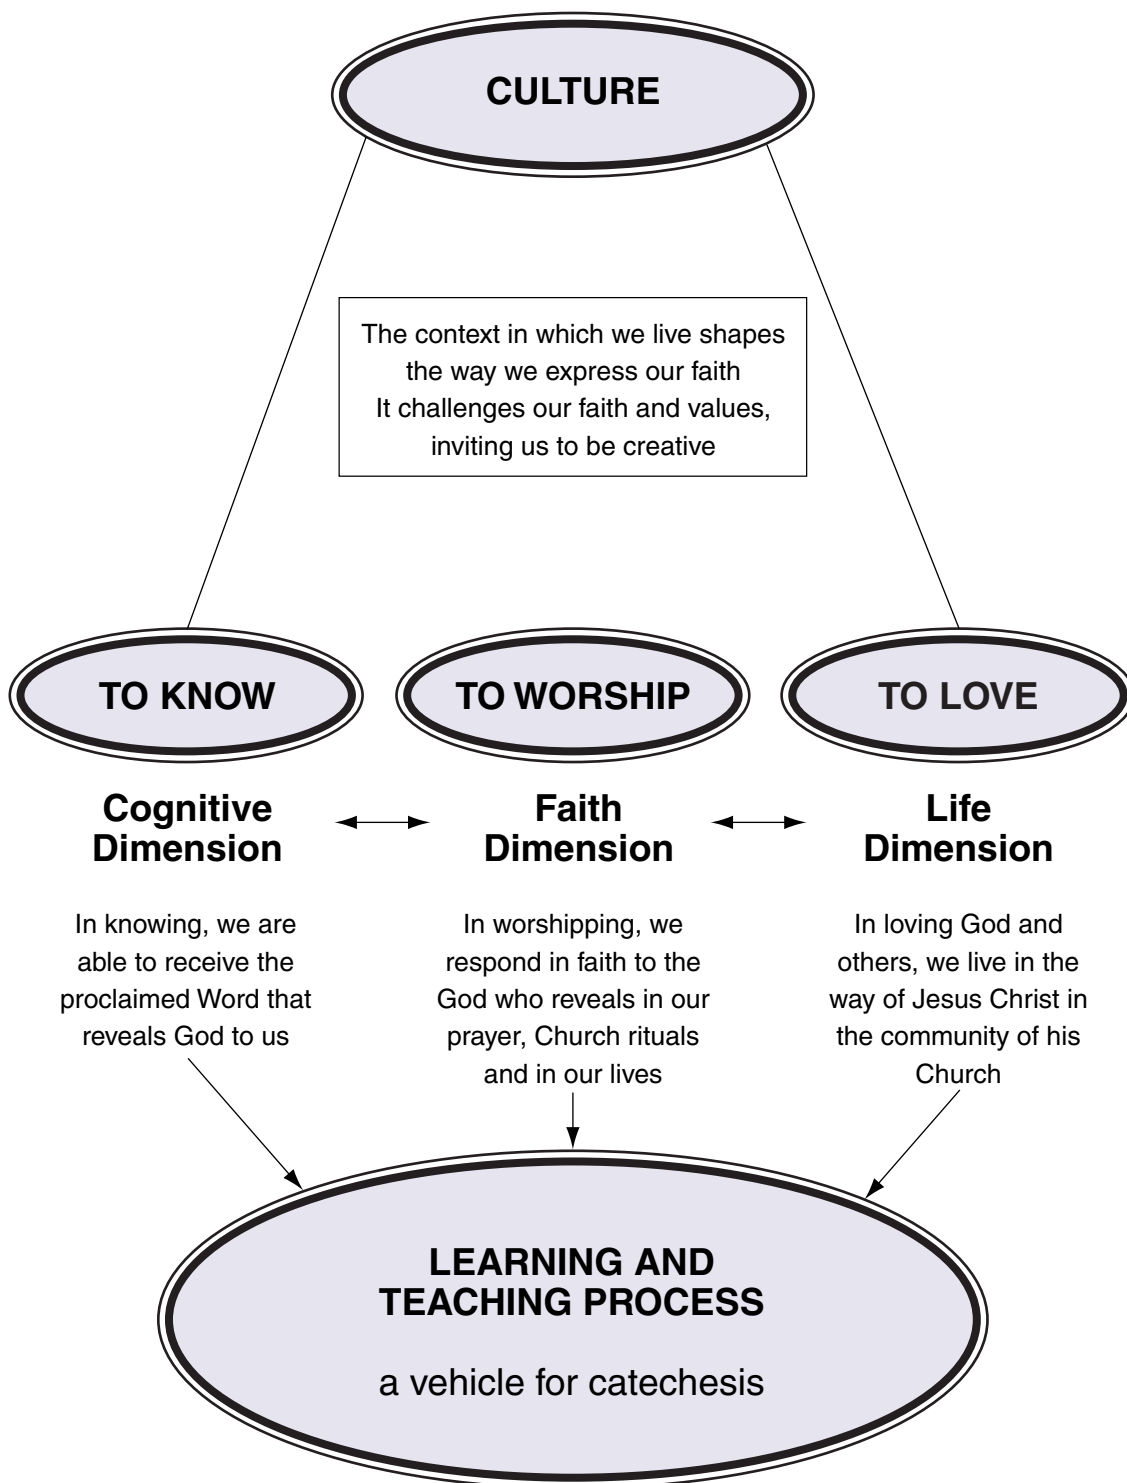 CULTURE
The context in which we live shapes
the way we express our faith
It challenges our faith and values,
inviting us to be creative
TO KNOW
TO WORSHIP
TO LOVE
Cognitive
Dimension
Faith
Dimension
Life
Dimension
In knowing, we are
able to receive the
proclaimed Word that
reveals God to us
In worshipping, we
respond in faith to the
God who reveals in our
prayer, Church rituals
and in our lives
In loving God and
others, we live in the
way of Jesus Christ in
the community of his
Church
LEARNING AND
TEACHING PROCESS
a vehicle for catechesis